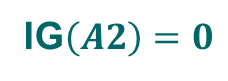 IG(A2) = 0